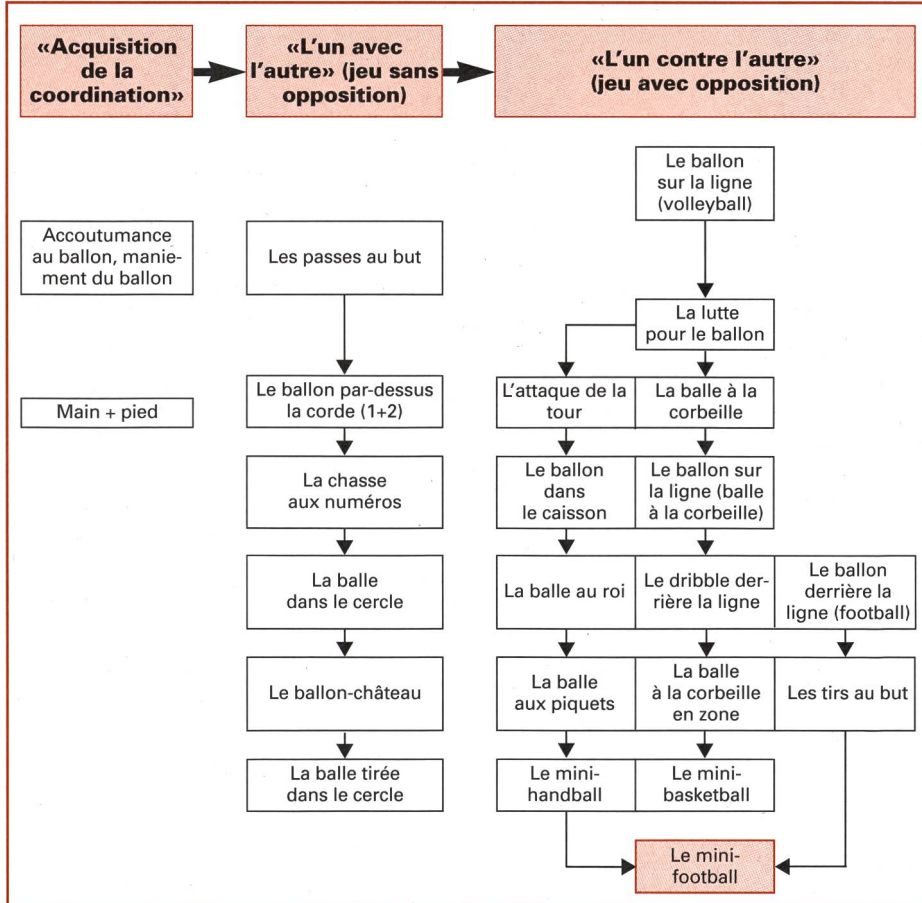 «Acquisition
de la
coordination»
«L'un avec
l'autre» (jeu sans
opposition)
«L'un contre l'autre»
(jeu avec opposition)
Accoutumance
au ballon, manie-
ment du ballon
Main + pied
Les passes au but
Le ballon par-dessus
la corde (1+2)
La chasse
aux numéros
La balle
dans le cercle
Le ballon-château
La balle tirée
dans le cercle
Le ballon
sur la ligne
(volleyball)
La lutte
pour le ballon
L'attaque de la
tour
La balle à la
corbeille
Le ballon
dans
le caisson
Le ballon sur
la ligne (balle
à la corbeille)
La balle au roi
Le dribble der-
rière la ligne
Le ballon
derrière la
ligne (football)
La balle
aux piquets
La balle
à la corbeille
en zone
Les tirs au but
Le mini-
handball
Le mini-
basketball
Le mini-
football